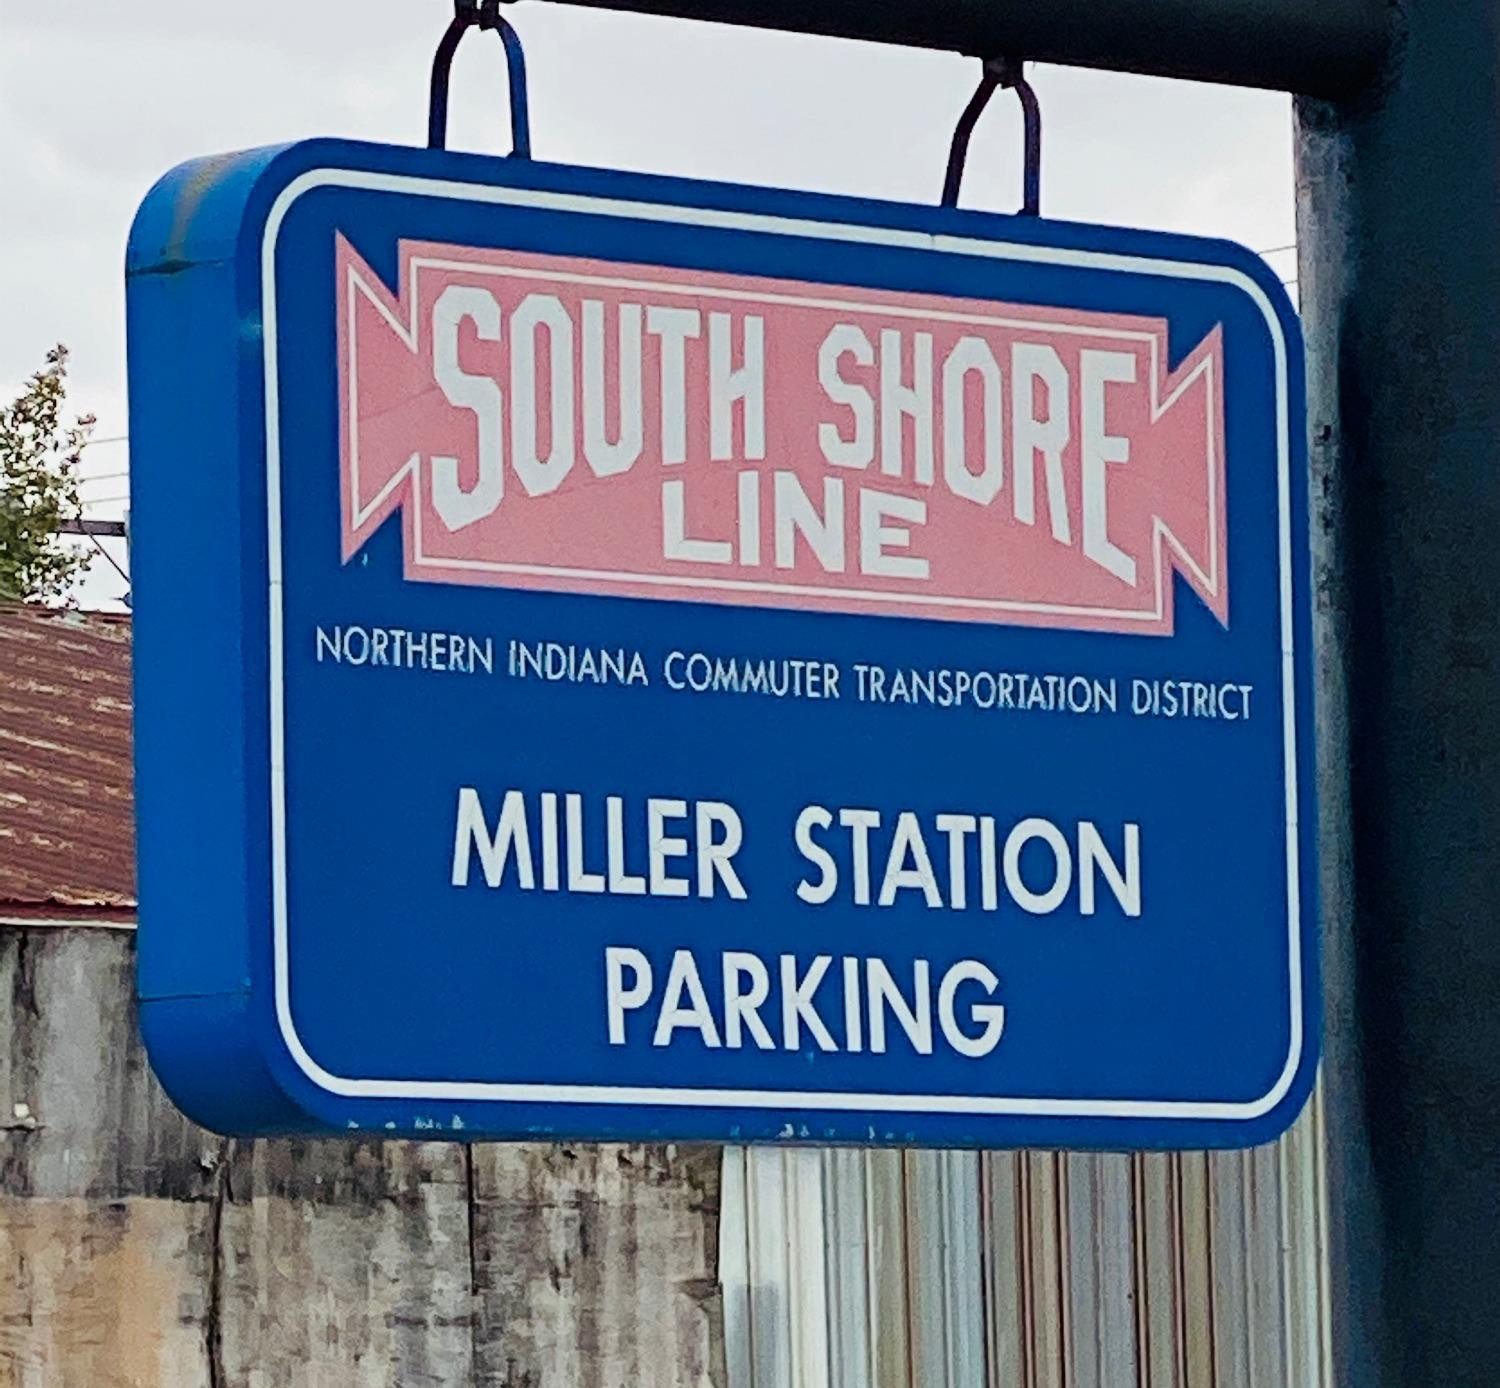 SOUTH SHORE
LINE
NORTHERN INDIANA COMMUTER TRANSPORTATION DISTRICT
MILLER STATION
PARKING